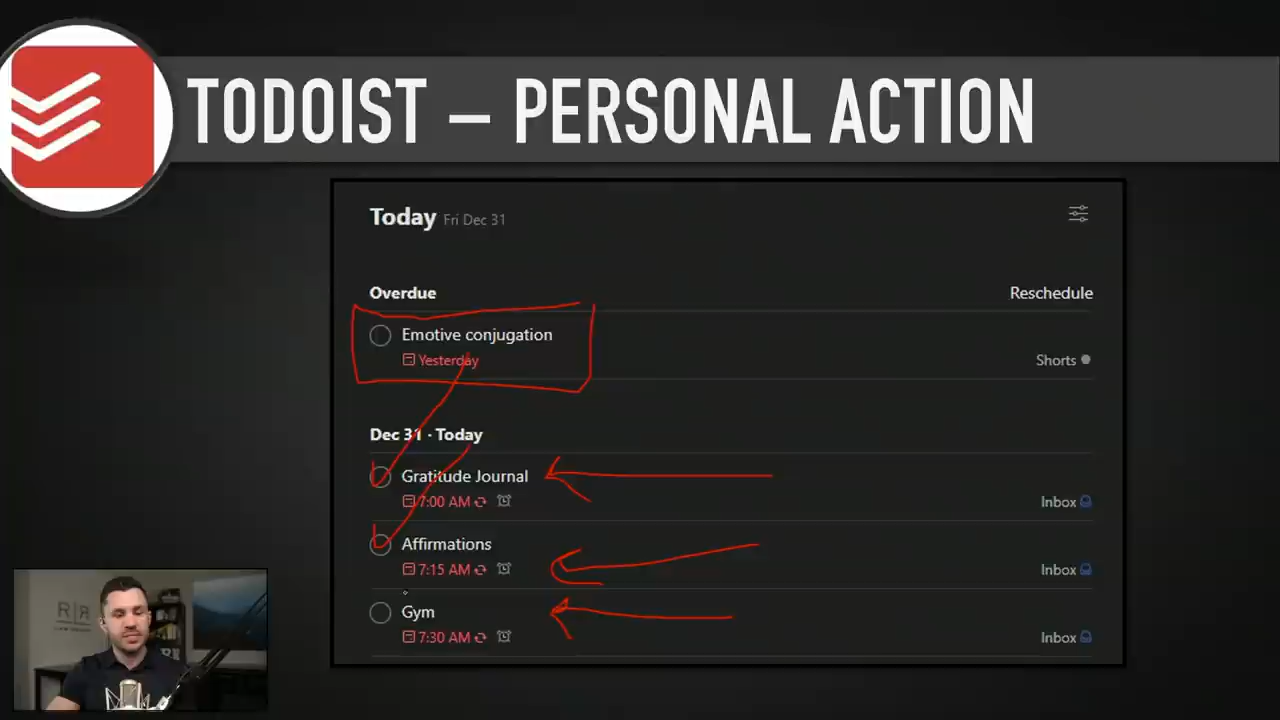 TODOIST – PERSONAL ACTION
Today Fri Dec 31
Overdue Reschedule
Emotive conjugation
Yesterday Shorts
Dec 31 · Today
Gratitude Journal
7:00 AM Inbox
Affirmations
7:15 AM Inbox
Gym
7:30 AM Inbox
R|R